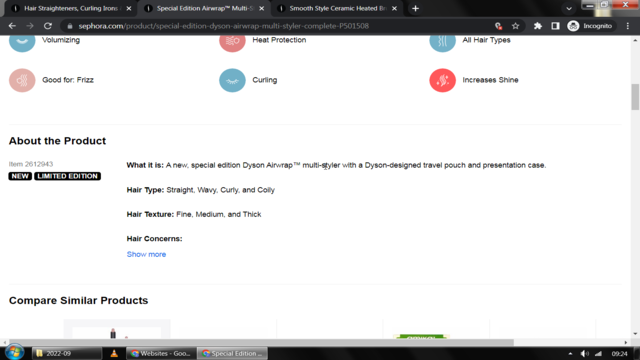 Hair Straighteners, Curling Irons
Special Edition Airwrap™ Multi-S
Smooth Style Ceramic Heated Br
sephora.com/product/special-edition-dyson-airwrap-multi-styler-complete-P501508
Incognito
Volumizing
Heat Protection
All Hair Types
Good for: Frizz
Curling
Increases Shine
About the Product
Item 2612943
NEW LIMITED EDITION
What it is: A new, special edition Dyson Airwrap™ multi-styler with a Dyson-designed travel pouch and presentation case.
Hair Type: Straight, Wavy, Curly, and Coily
Hair Texture: Fine, Medium, and Thick
Hair Concerns:
Show more
Compare Similar Products
2022-09
Websites - Goo...
Special Edition ...
09:24